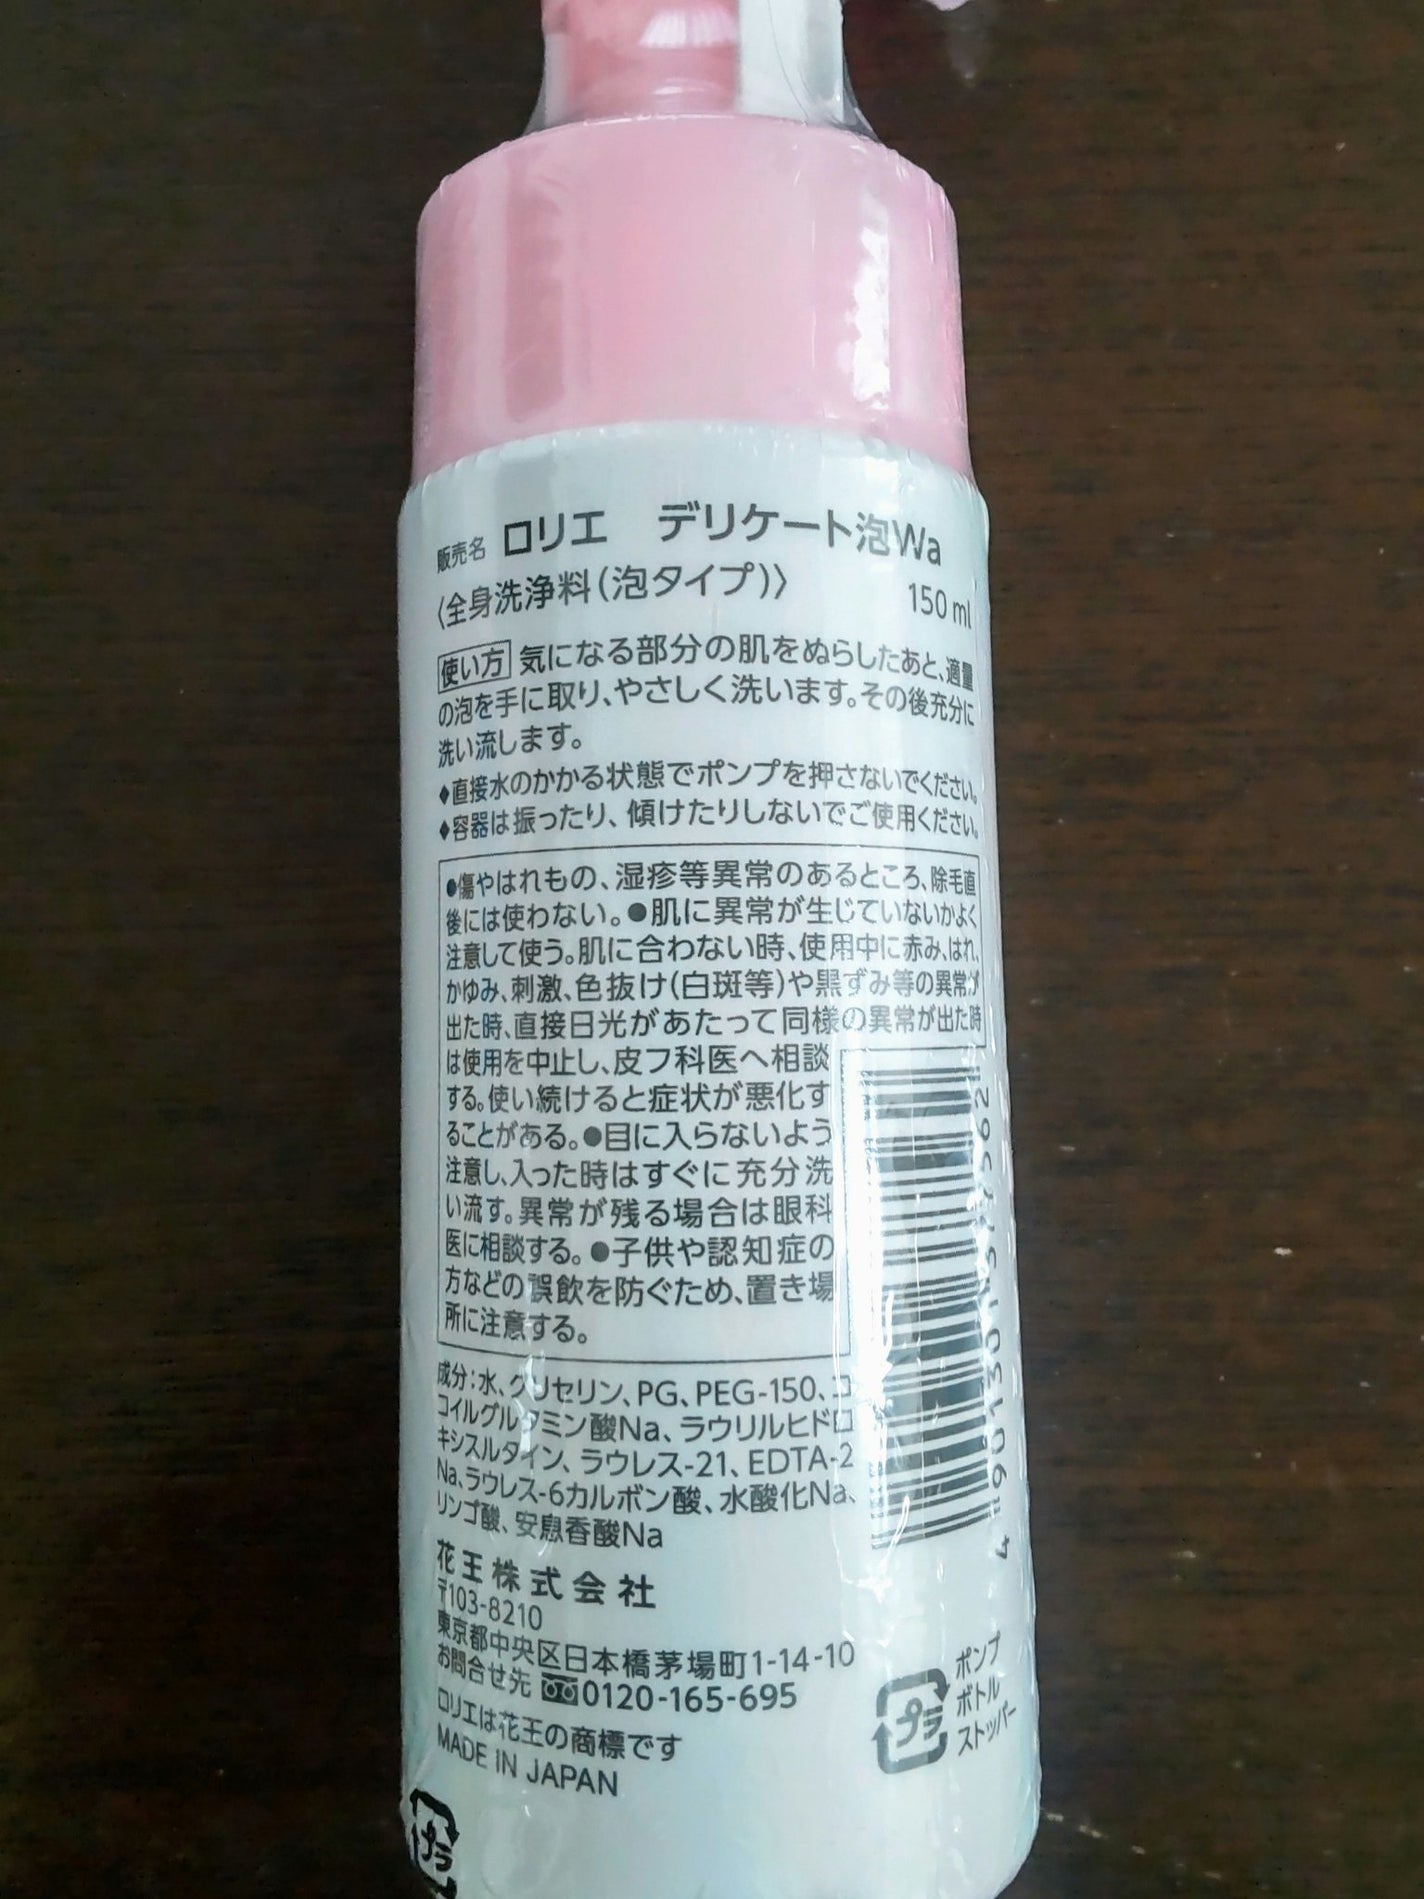 販売名 ロリエ デリケート泡Wa
〈全身洗浄料(泡タイプ)〉 150 ml
使い方 気になる部分の肌をぬらしたあと、適量
の泡を手に取り、やさしく洗います。その後充分に
洗い流します。
♦直接水のかかる状態でポンプを押さないでください。
♦容器は振ったり、傾けたりしないでご使用ください。
●傷やはれもの、湿疹等異常のあるところ、除毛直
後には使わない。●肌に異常が生じていないかよく
注意して使う。肌に合わない時、使用中に赤み、はれ、
かゆみ、刺激、色抜け(白斑等)や黒ずみ等の異常が
出た時、直接日光があたって同様の異常が出た時
は使用を中止し、皮フ科医へ相談
する。使い続けると症状が悪化す
ることがある。●目に入らないよう
注意し、入った時はすぐに充分洗
い流す。異常が残る場合は眼科
医に相談する。●子供や認知症の
方などの誤飲を防ぐため、置き場
所に注意する。
成分:水、グリセリン、PG、PEG-150、コ
コイルグルタミン酸Na、ラウリルヒドロ
キシスルタイン、ラウレス-21、EDTA-2
Na、ラウレス-6カルボン酸、水酸化Na、
リンゴ酸、安息香酸Na
花王株式会社
〒103-8210
東京都中央区日本橋茅場町1-14-10
お問合せ先 0120-165-695
ロリエは花王の商標です
MADE IN JAPAN
プラ
ポンプ
ボトル
ストッパー
プラ